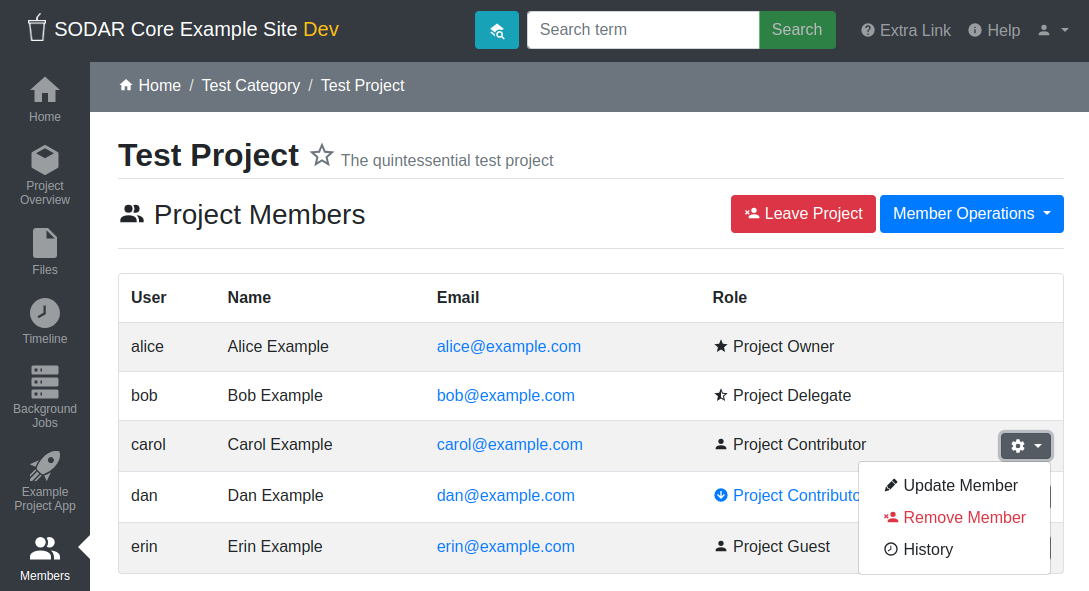 SODAR Core Example Site Dev
Search term
Search
Extra Link
Help
Home / Test Category / Test Project
Home
Project
Overview
Files
Timeline
Background
Jobs
Example
Project App
Members
Test Project
The quintessential test project
Project Members
Leave Project
Member Operations
User Name Email Role
alice Alice Example alice@example.com Project Owner
bob Bob Example bob@example.com Project Delegate
carol Carol Example carol@example.com Project Contributor
dan Dan Example dan@example.com Project Contributo
erin Erin Example erin@example.com Project Guest
Update Member
Remove Member
History